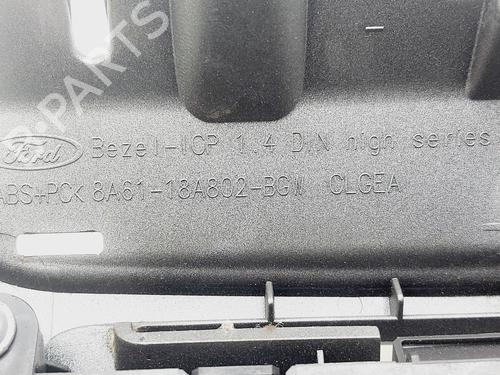 B-PARTS
Ford Bezel-ICP 1.4 DIN high series
ABS+PC< 8A61-18A802-BGW CLGEA